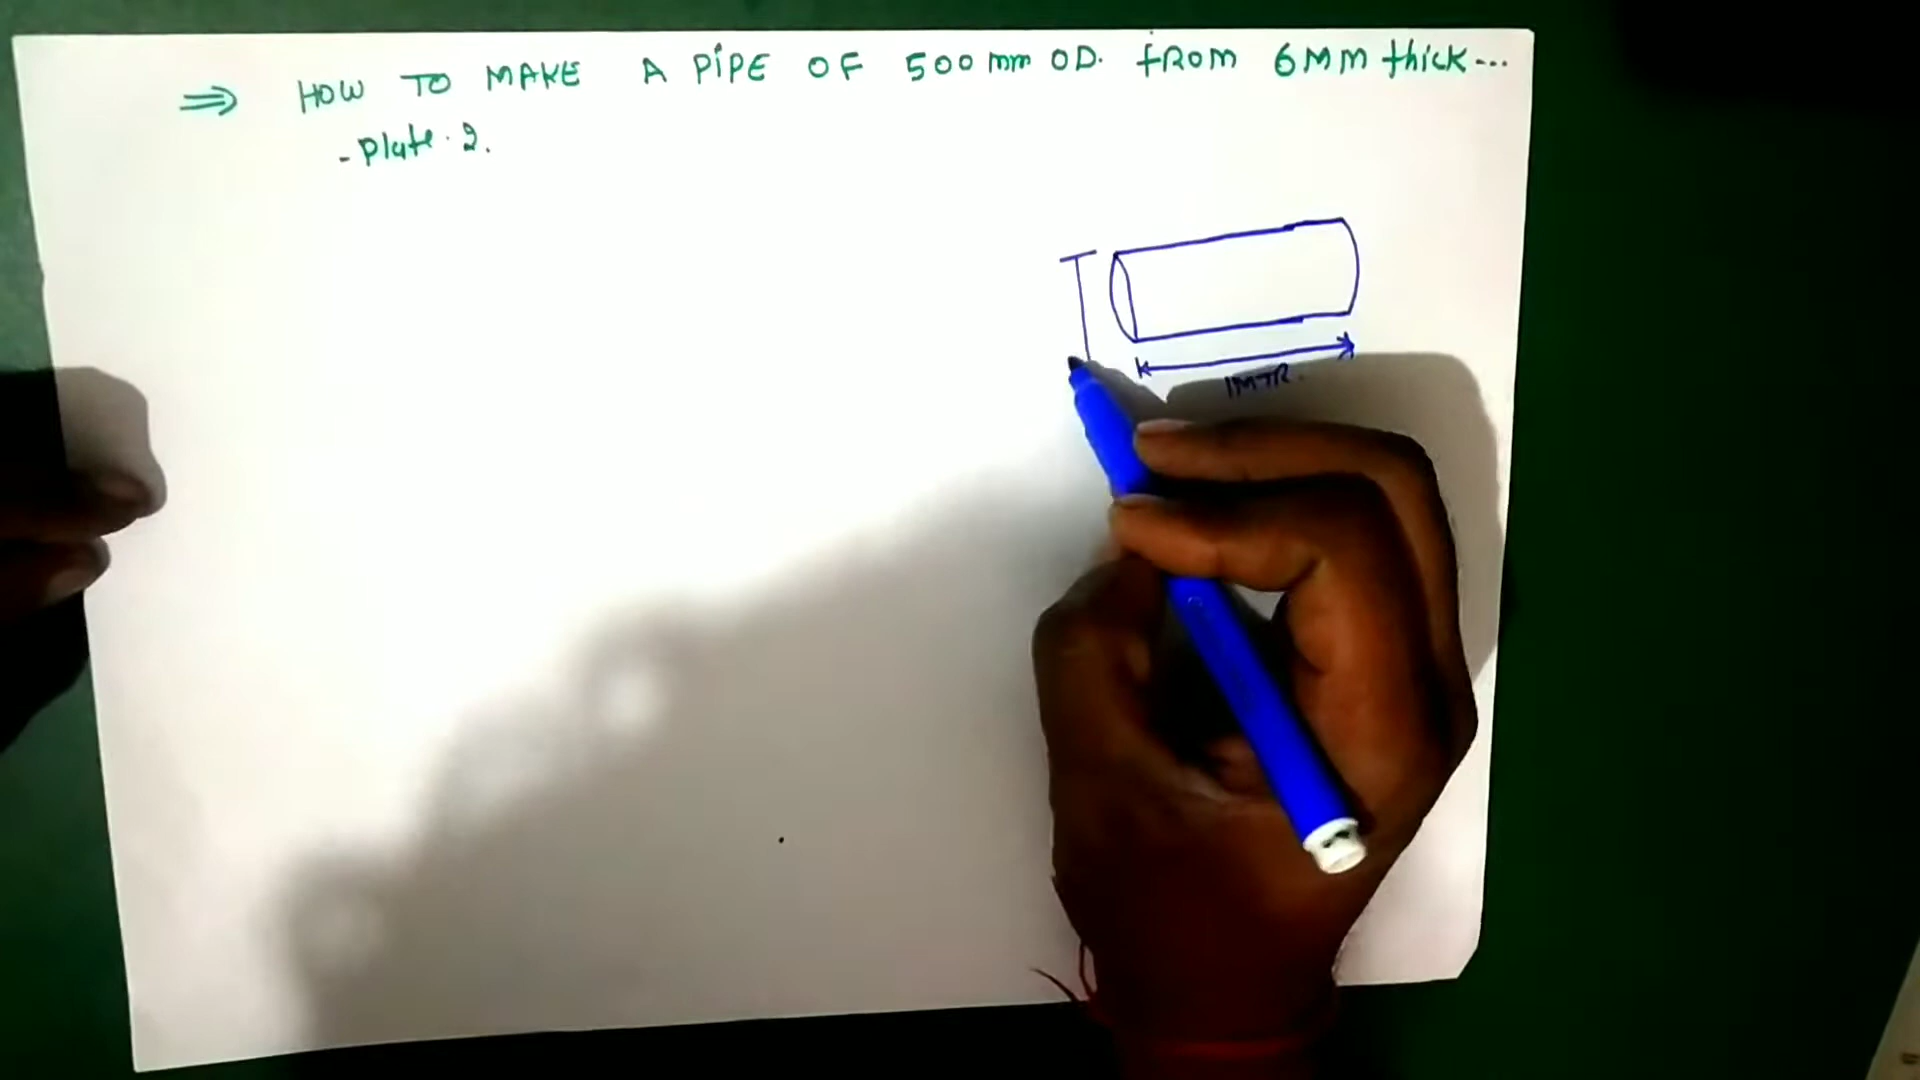 ⇒ HOW TO MAKE A PIPE OF 500 mm OD. fROM 6MM thick...
- Plate. 2.
1MTR.